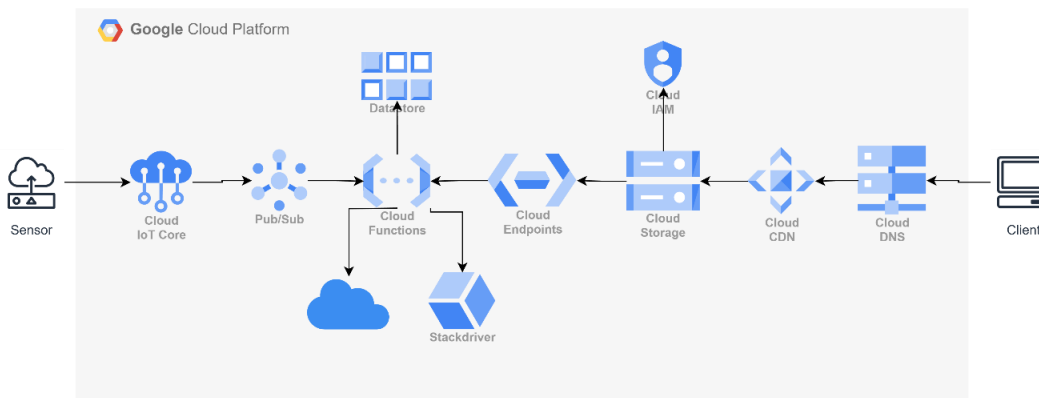 Google Cloud Platform
Datastore
Cloud
IAM
Sensor
Cloud
IoT Core
Pub/Sub
Cloud
Functions
Cloud
Endpoints
Cloud
Storage
Cloud
CDN
Cloud
DNS
Client
Stackdriver